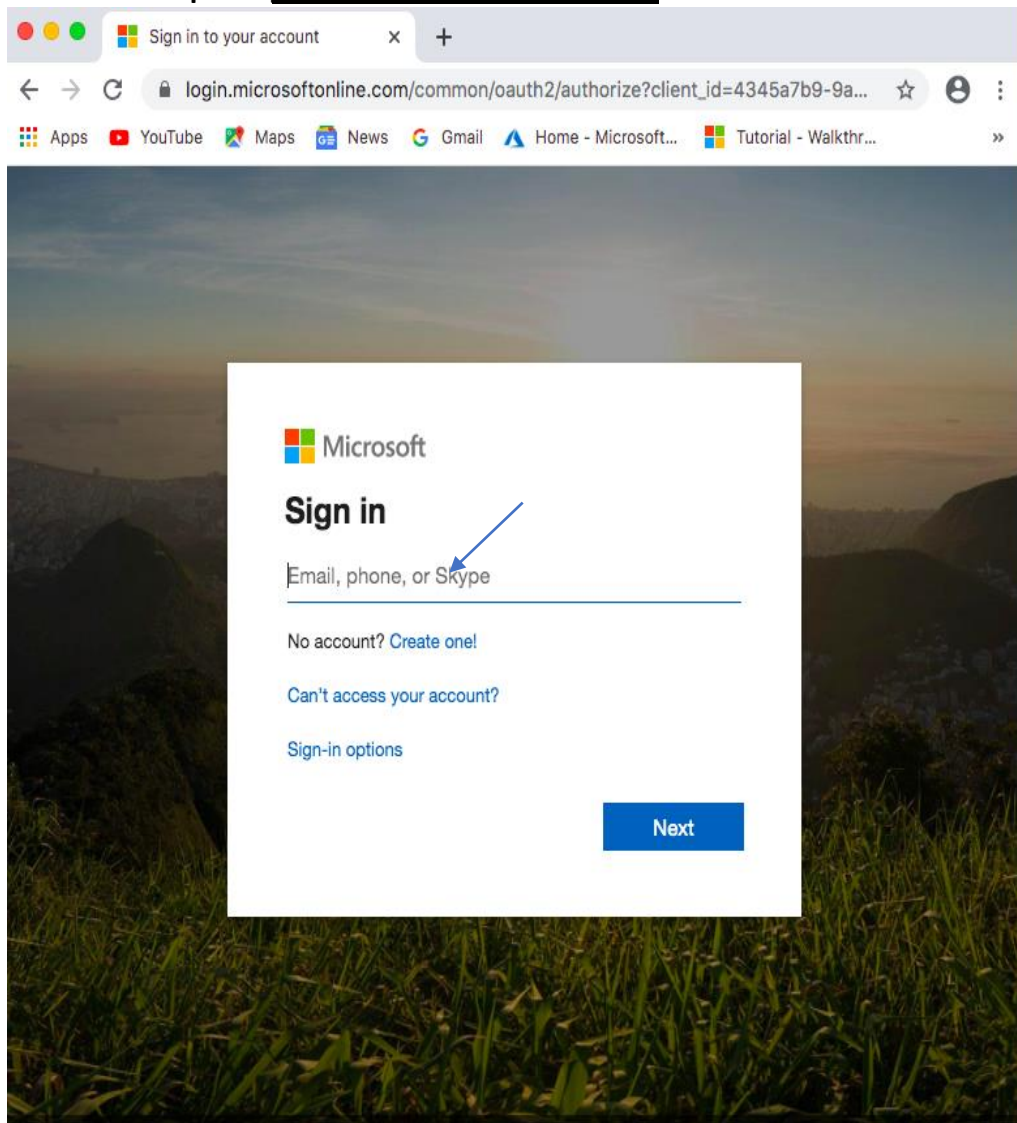 Sign in to your account × +
login.microsoftonline.com/common/oauth2/authorize?client_id=4345a7b9-9a...
Apps YouTube Maps News Gmail Home - Microsoft... Tutorial - Walkthr... »
Microsoft
Sign in
Email, phone, or Skype
No account? Create one!
Can't access your account?
Sign-in options
Next